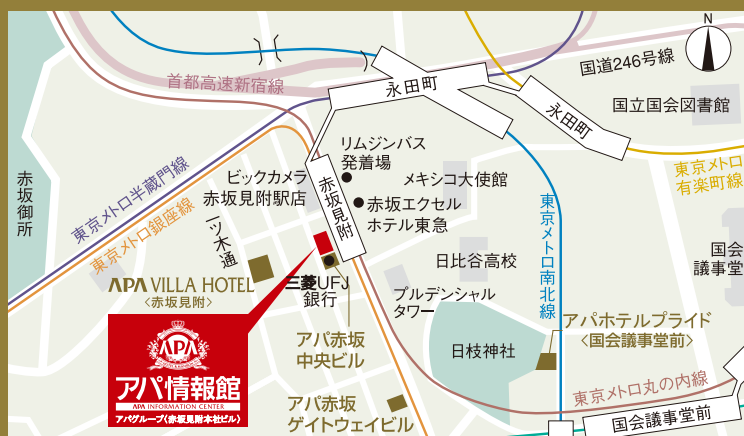 N
首都高速新宿線
永田町
国道246号線
永田町
国立国会図書館
リムジンバス
発着場
ビックカメラ
赤坂見附駅店
赤坂見附
メキシコ大使館
東京メトロ
有楽町線
赤坂御所
東京メトロ半蔵門線
東京メトロ銀座線
一ツ木通
赤坂エクセル
ホテル東急
東京メトロ南北線
日比谷高校
国会
議事堂
APA VILLA HOTEL
〈赤坂見附〉
三菱UFJ
銀行
プルデンシャル
タワー
アパホテルプライド
〈国会議事堂前〉
APA
アパ情報館
APA INFORMATION CENTER
アパグループ〈赤坂見附本社ビル〉
アパ赤坂
中央ビル
日枝神社
東京メトロ丸の内線
アパ赤坂
ゲイトウェイビル
国会議事堂前